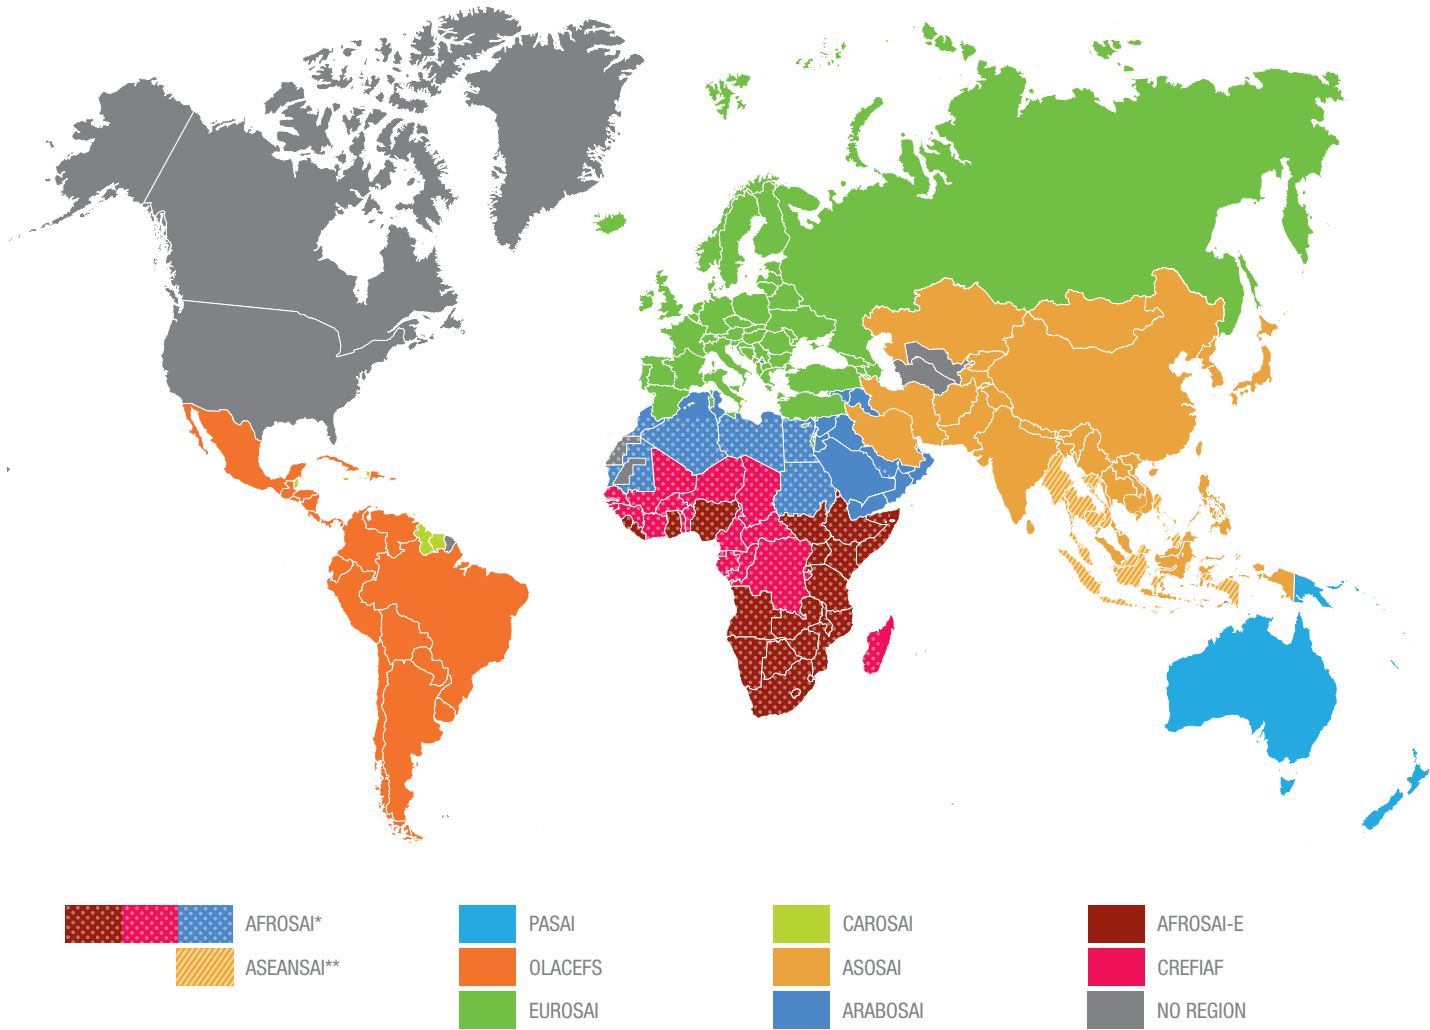 AFROSAI*
PASAI
CAROSAI
AFROSAI-E
ASEANSAI**
OLACEFS
ASOSAI
CREFIAF
EUROSAI
ARABOSAI
NO REGION